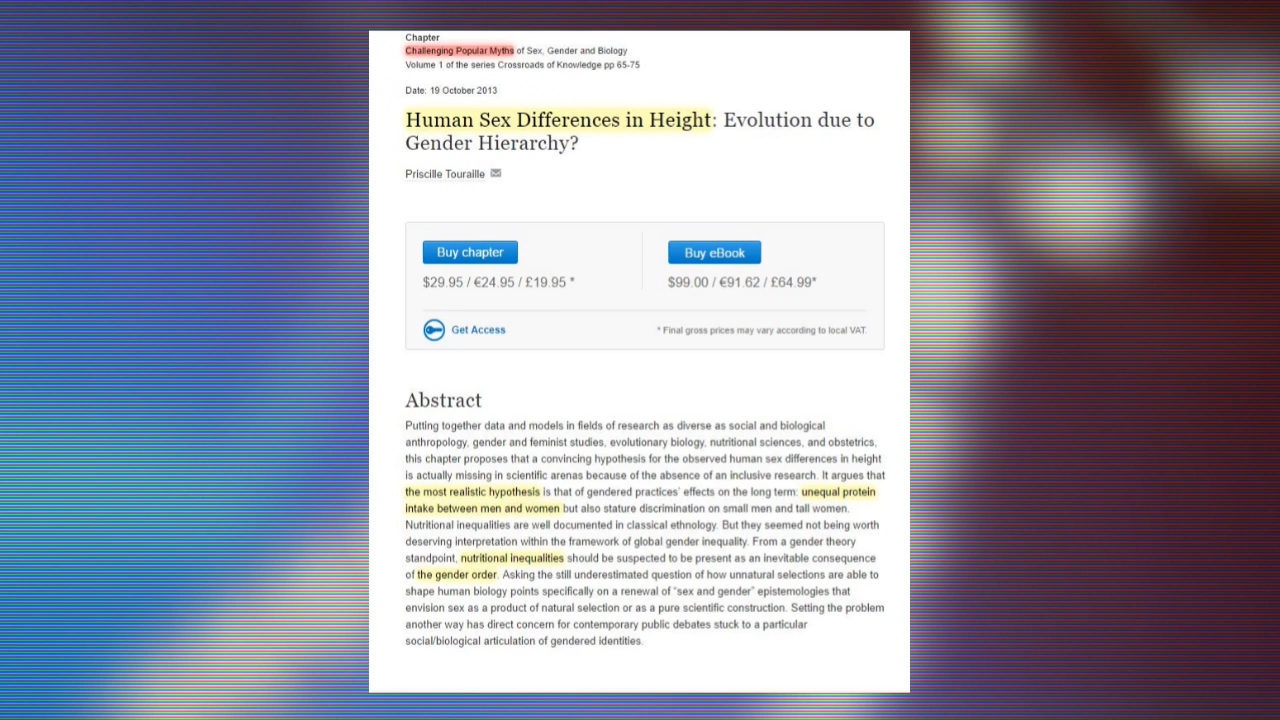 Chapter
Challenging Popular Myths of Sex, Gender and Biology
Volume 1 of the series Crossroads of Knowledge pp 65-75
Date: 19 October 2013
Human Sex Differences in Height: Evolution due to
Gender Hierarchy?
Priscille Touraille
Buy chapter
$29.95 / €24.95 / £19.95 *
Buy eBook
$99.00 / €91.62 / £64.99*
Get Access
* Final gross prices may vary according to local VAT.
Abstract
Putting together data and models in fields of research as diverse as social and biological
anthropology, gender and feminist studies, evolutionary biology, nutritional sciences, and obstetrics,
this chapter proposes that a convincing hypothesis for the observed human sex differences in height
is actually missing in scientific arenas because of the absence of an inclusive research. It argues that
the most realistic hypothesis is that of gendered practices' effects on the long term: unequal protein
intake between men and women but also stature discrimination on small men and tall women.
Nutritional inequalities are well documented in classical ethnology. But they seemed not being worth
deserving interpretation within the framework of global gender inequality. From a gender theory
standpoint, nutritional inequalities should be suspected to be present as an inevitable consequence
of the gender order. Asking the still underestimated question of how unnatural selections are able to
shape human biology points specifically on a renewal of "sex and gender" epistemologies that
envision sex as a product of natural selection or as a pure scientific construction. Setting the problem
another way has direct concern for contemporary public debates stuck to a particular
social/biological articulation of gendered identities.